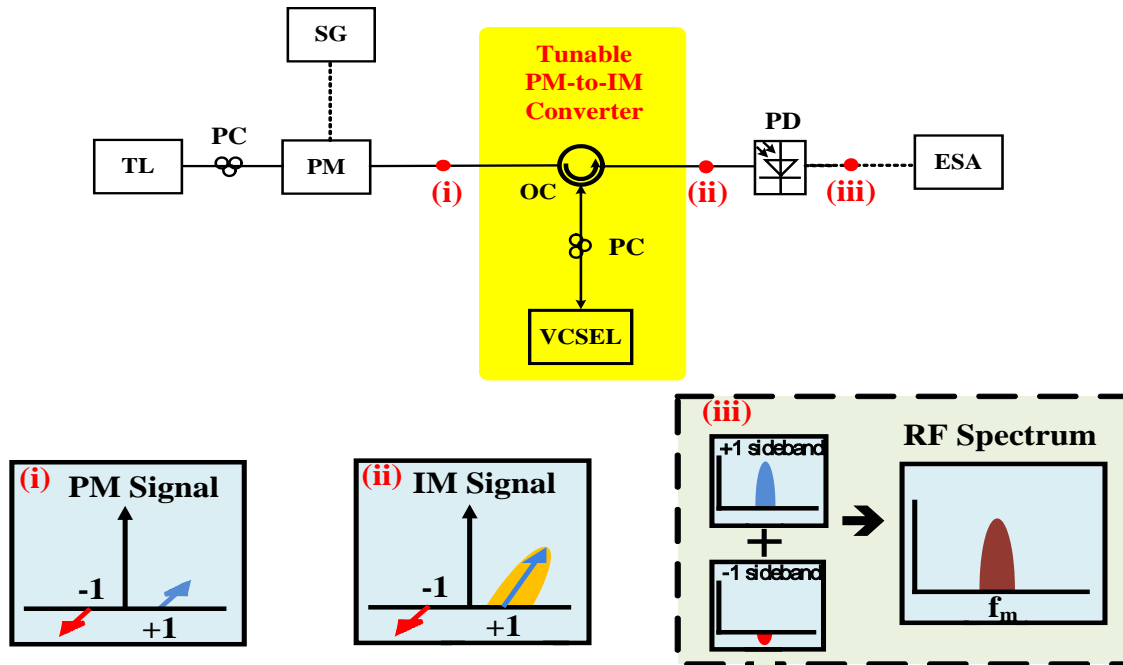 SG
Tunable
PM-to-IM
Converter
PC
PD
TL
PM
OC
ESA
(i)
(ii)
(iii)
PC
VCSEL
(i)
PM Signal
-1
+1
(ii)
IM Signal
-1
+1
(iii)
+1 sideband
-1 sideband
RF Spectrum
fm